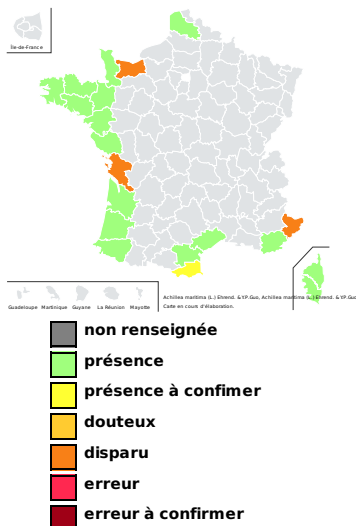 Île-de-France
Guadeloupe Martinique Guyane La Réunion Mayotte
Achillea maritima (L.) Ehrend. & Y.P.Guo, Achillea maritima (L.) Ehrend. & Y.P.Guo
Carte en cours d'élaboration.
non renseignée
présence
présence à confimer
douteux
disparu
erreur
erreur à confirmer